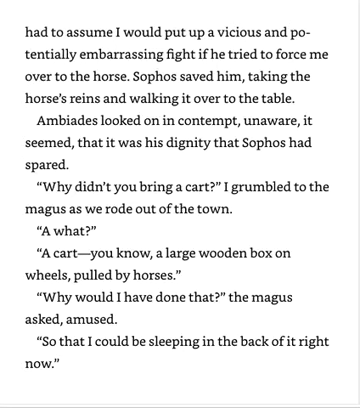 had to assume I would put up a vicious and po-
tentially embarrassing fight if he tried to force me
over to the horse. Sophos saved him, taking the
horse’s reins and walking it over to the table.
Ambiades looked on in contempt, unaware, it
seemed, that it was his dignity that Sophos had
spared.
“Why didn’t you bring a cart?” I grumbled to the
magus as we rode out of the town.
“A what?”
“A cart—you know, a large wooden box on
wheels, pulled by horses.”
“Why would I have done that?” the magus
asked, amused.
“So that I could be sleeping in the back of it right
now.”